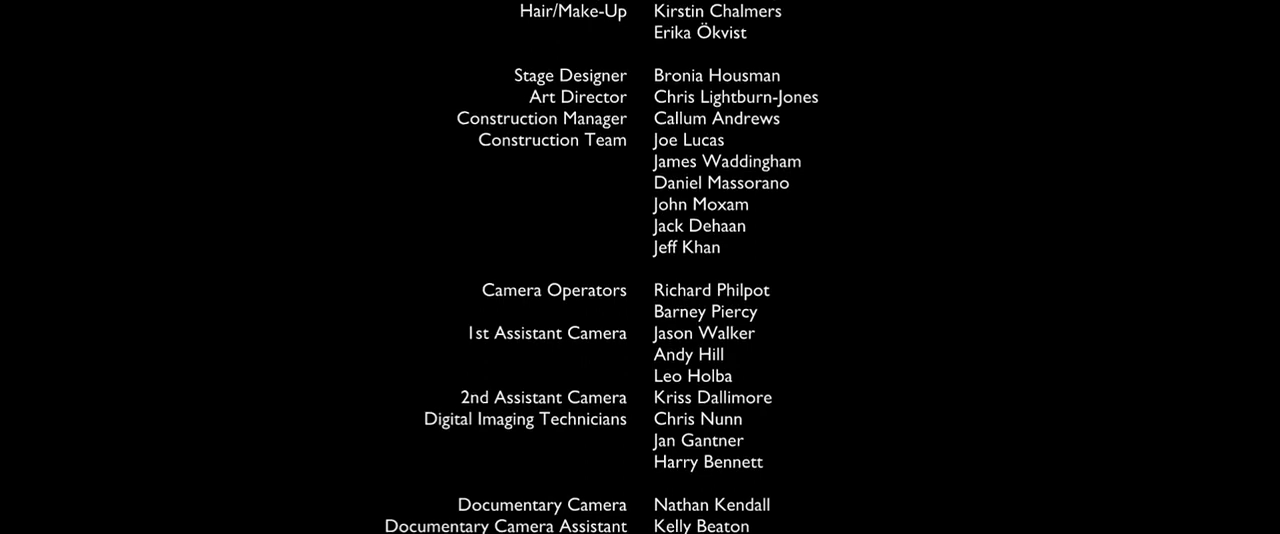 Hair/Make-Up Kirstin Chalmers
Erika Ökvist
Stage Designer Bronia Housman
Art Director Chris Lightburn-Jones
Construction Manager Callum Andrews
Construction Team Joe Lucas
James Waddingham
Daniel Massorano
John Moxam
Jack Dehaan
Jeff Khan
Camera Operators Richard Philpot
Barney Piercy
1st Assistant Camera Jason Walker
Andy Hill
Leo Holba
2nd Assistant Camera Kriss Dallimore
Digital Imaging Technicians Chris Nunn
Jan Gantner
Harry Bennett
Documentary Camera Nathan Kendall
Documentary Camera Assistant Kelly Beaton